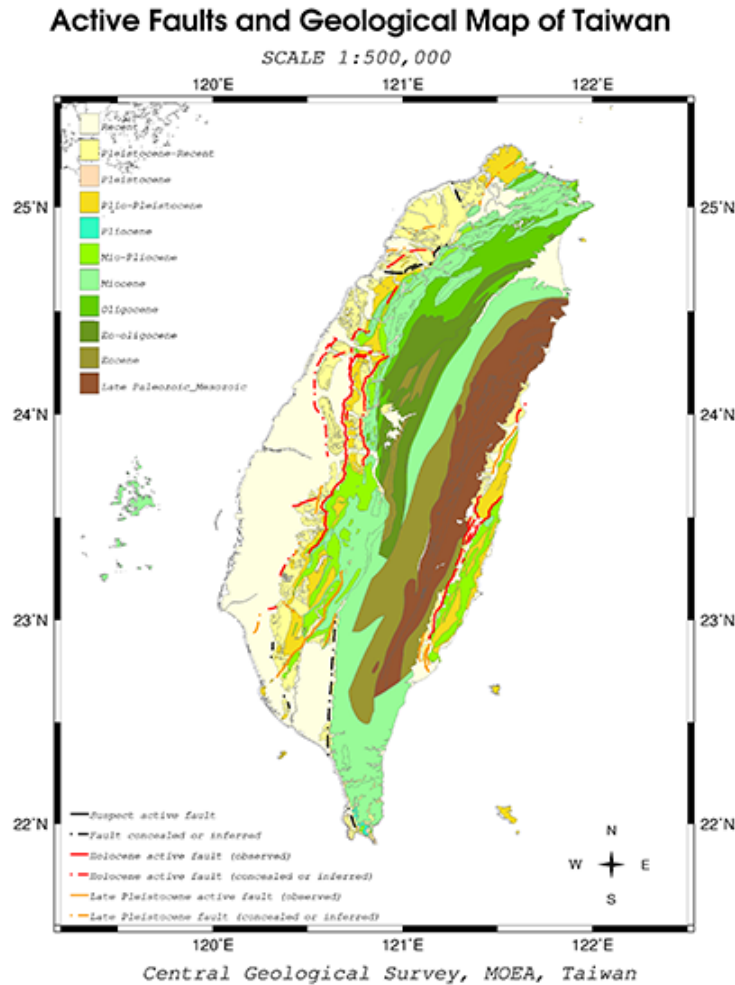 Active Faults and Geological Map of Taiwan
SCALE 1:500,000
120°E 121°E 122°E
Recent
Pleistocene-Recent
Pleistocene
Plio-Pleistocene
Pliocene
Mio-Pliocene
Miocene
Oligocene
Eo-oligocene
Eocene
Late Paleozoic_Mesozoic
25°N 25°N
24°N 24°N
23°N 23°N
22°N 22°N
Suspect active fault
Fault concealed or inferred
Holocene active fault (observed)
Holocene active fault (concealed or inferred)
Late Pleistocene active fault (observed)
Late Pleistocene fault (concealed or inferred)
N
W E
S
120°E 121°E 122°E
Central Geological Survey, MOEA, Taiwan